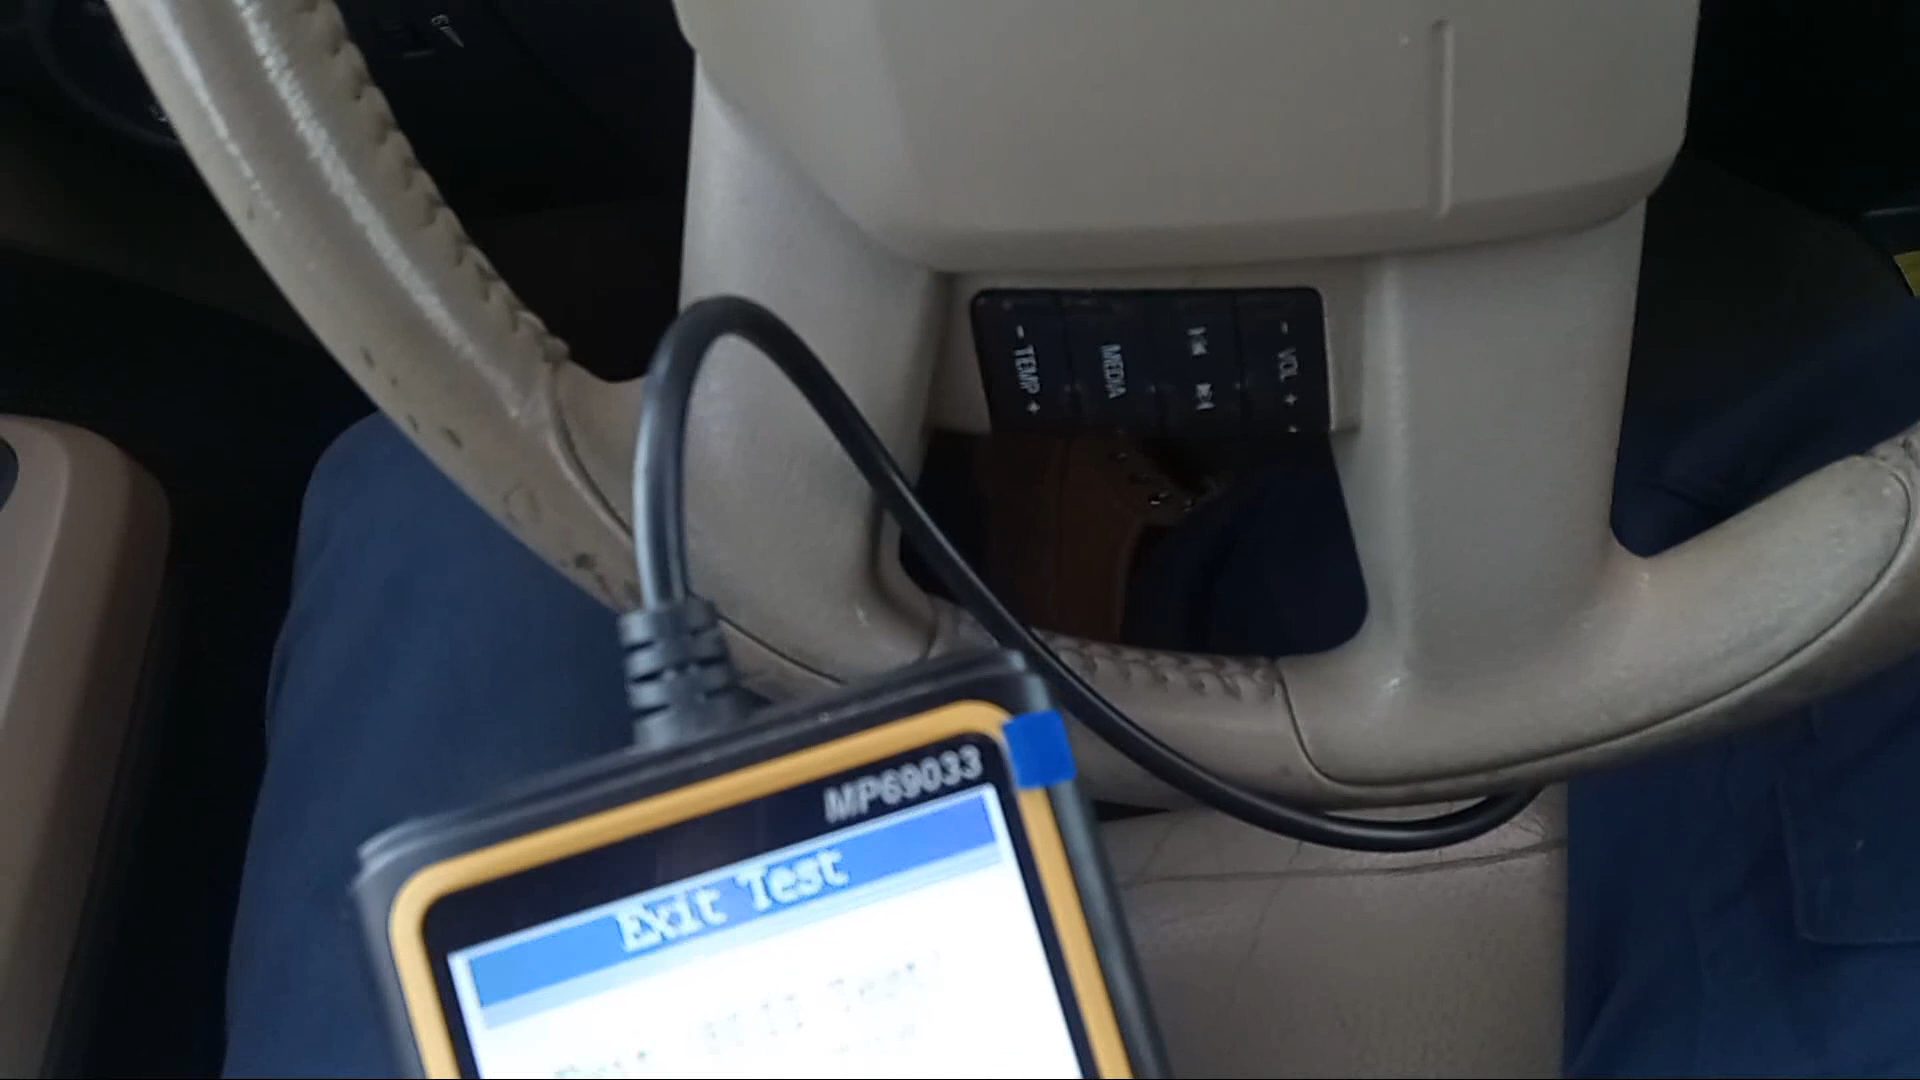 - VOL +
MEDIA
- TEMP +
MP69033
Exit Test